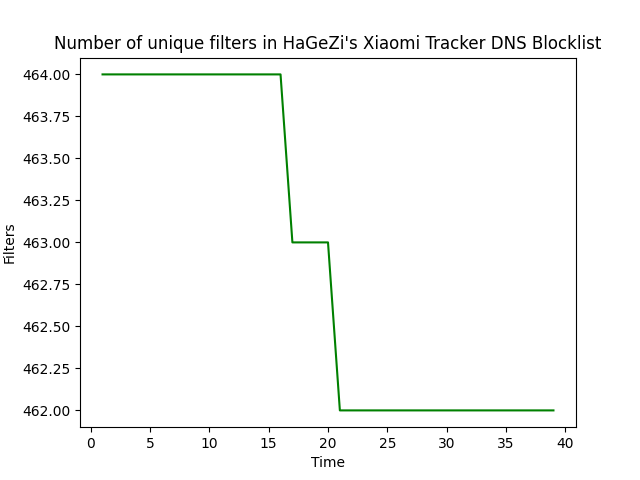 Number of unique filters in HaGeZi's Xiaomi Tracker DNS Blocklist
464.00
463.75
463.50
463.25
463.00
462.75
462.50
462.25
462.00
Filters
0 5 10 15 20 25 30 35 40
Time